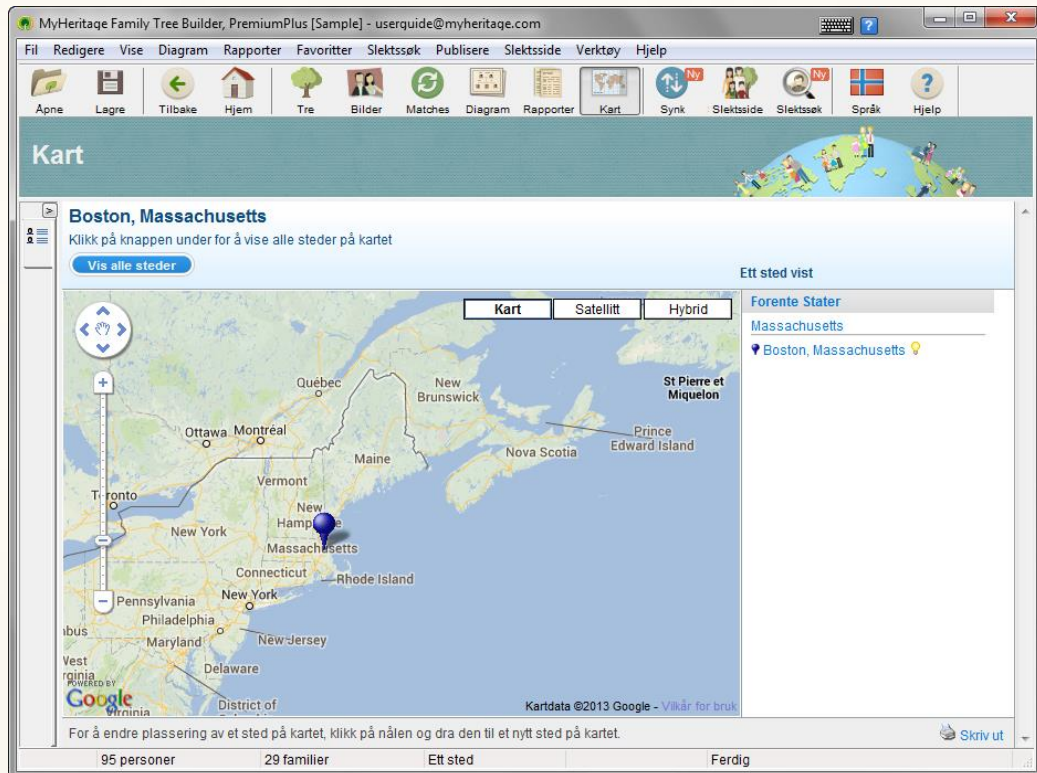 MyHeritage Family Tree Builder, PremiumPlus [Sample] - userguide@myheritage.com
Fil Redigere Vise Diagram Rapporter Favoritter Slektssøk Publisere Slektsside Verktøy Hjelp
Ny Ny
Åpne Lagre Tilbake Hjem Tre Bilder Matches Diagram Rapporter Kart Synk Slektsside Slektssøk Språk Hjelp
Kart
Boston, Massachusetts
Klikk på knappen under for å vise alle steder på kartet
Vis alle steder
Ett sted vist
Kart Satellitt Hybrid
Forente Stater
Massachusetts
Boston, Massachusetts
Québec
New
Brunswick
St Pierre et
Miquelon
Ottawa Montréal
Prince
Edward Island
Nova Scotia
Maine
Vermont
Toronto
New
Hampshire
New York
Massachusetts
Connecticut
Rhode Island
Pennsylvania
New York
Philadelphia
Maryland
New Jersey
West
Delaware
POWERED BY
Google
Virginia
District of
Kartdata ©2013 Google - Vilkår for bruk
For å endre plassering av et sted på kartet, klikk på nålen og dra den til et nytt sted på kartet.
Skriv ut
95 personer 29 familier Ett sted Ferdig